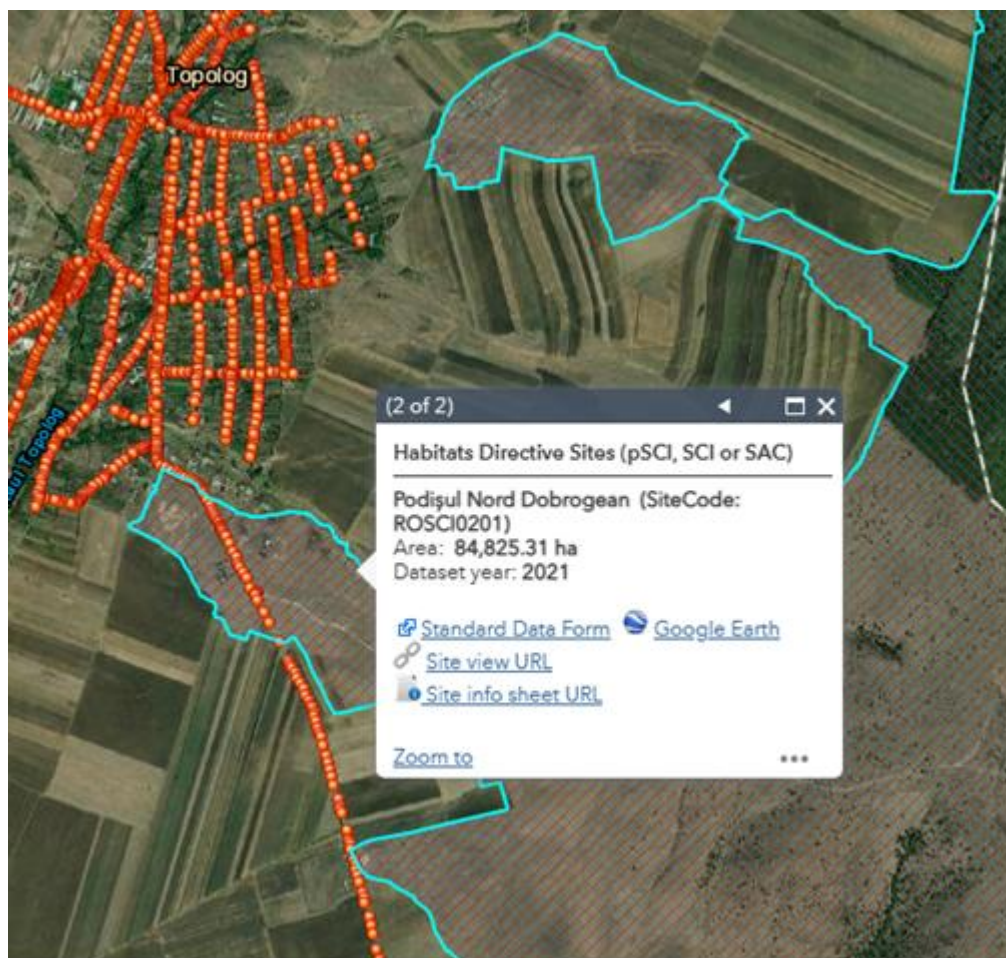 Topolog
(2 of 2)
Habitats Directive Sites (pSCI, SCI or SAC)
Podişul Nord Dobrogean (SiteCode:
ROSCI0201)
Area: 84,825.31 ha
Dataset year: 2021
Standard Data Form Google Earth
Site view URL
Site info sheet URL
Zoom to
Topolog